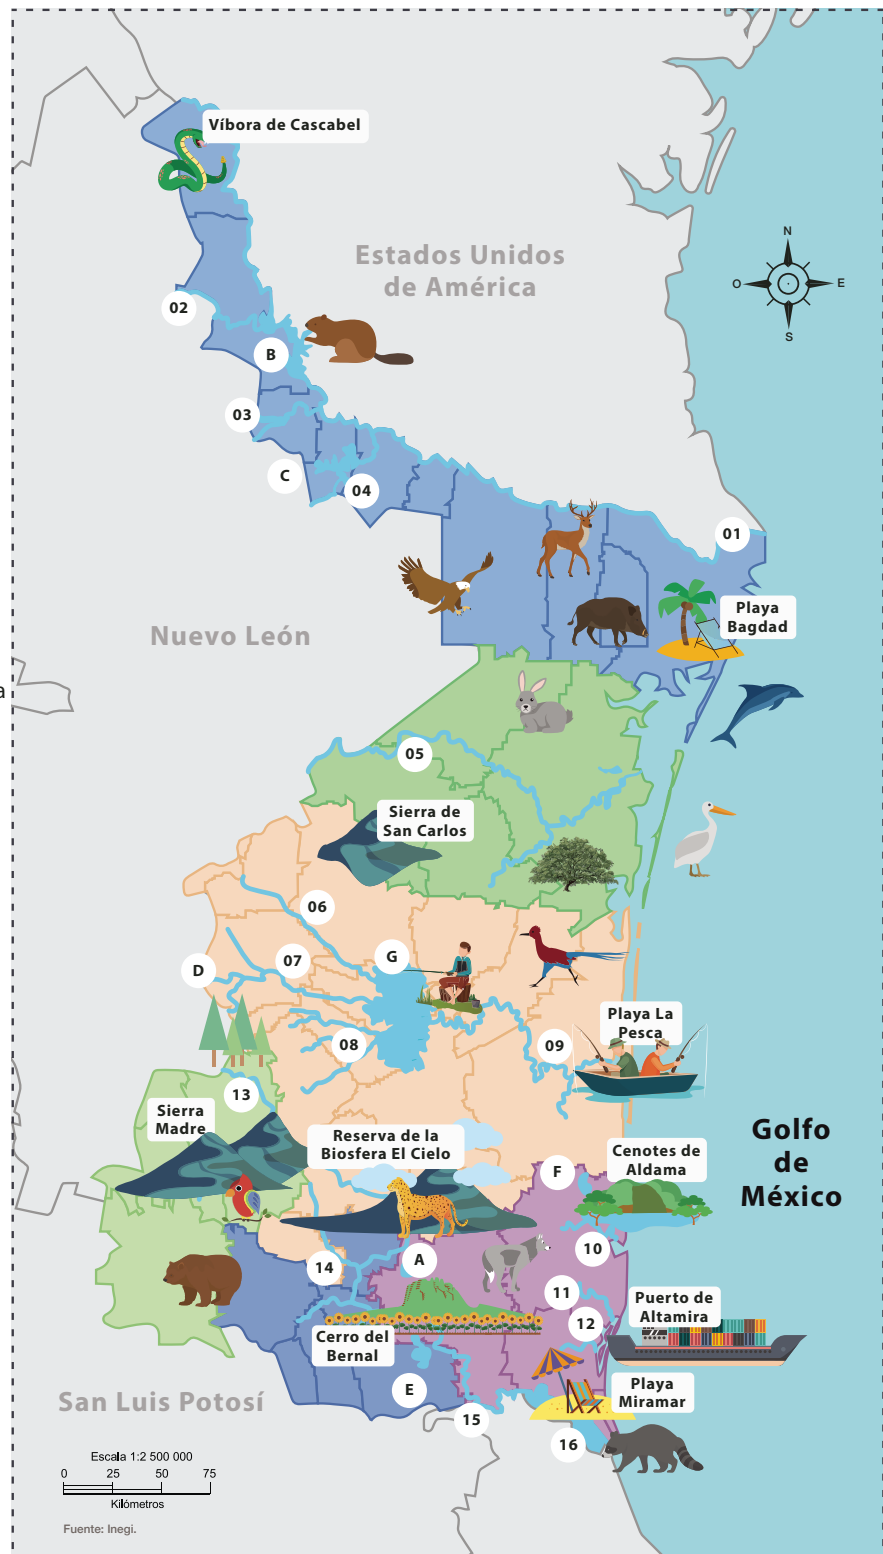 Víbora de Cascabel
Estados Unidos
de América
N
O
E
S
02
B
03
C
04
01
Playa
Bagdad
Nuevo León
a
05
Sierra de
San Carlos
06
G
07
D
Playa La
Pesca
08
09
13
Sierra
Madre
Reserva de la
Biosfera El Cielo
Golfo
de
México
Cenotes de
Aldama
F
10
A
14
11
Puerto de
Altamira
12
Cerro del
Bernal
E
Playa
Miramar
San Luis Potosí
15
16
Escala 1:2 500 000
0 25 50 75
Kilómetros
Fuente: Inegi.